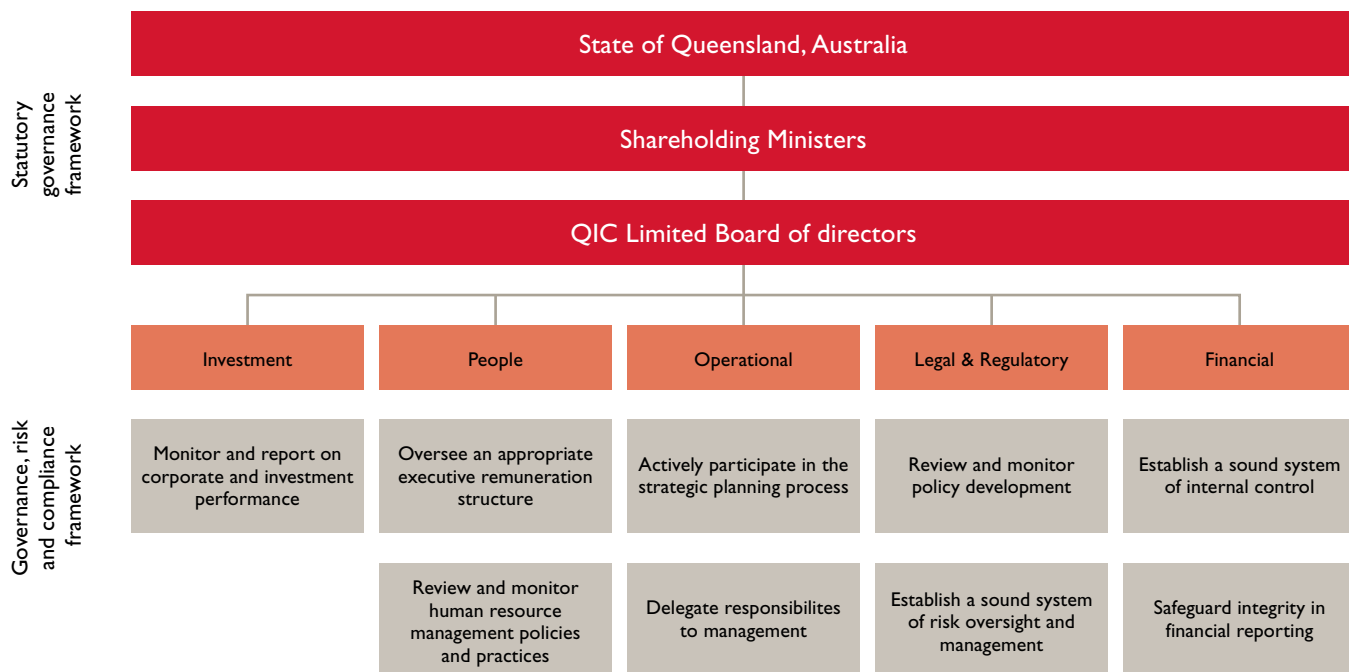 Statutory
governance
framework
State of Queensland, Australia
Shareholding Ministers
QIC Limited Board of directors
Investment
People
Operational
Legal & Regulatory
Financial
Governance, risk
and compliance
framework
Monitor and report on
corporate and investment
performance
Oversee an appropriate
executive remuneration
structure
Actively participate in the
strategic planning process
Review and monitor
policy development
Establish a sound system
of internal control
Review and monitor
human resource
management policies
and practices
Delegate responsibilites
to management
Establish a sound system
of risk oversight and
management
Safeguard integrity in
financial reporting